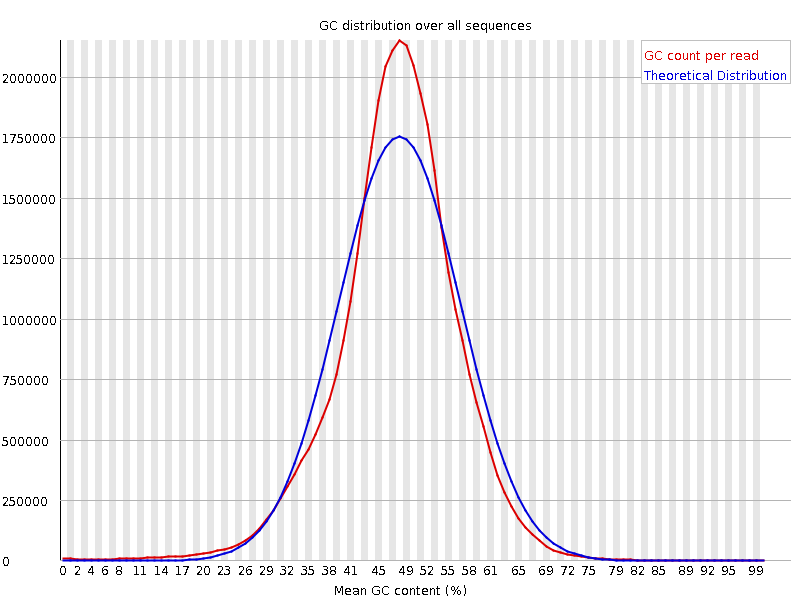 GC distribution over all sequences
GC count per read
Theoretical Distribution
2000000
1750000
1500000
1250000
1000000
750000
500000
250000
0
0 2 4 6 8 11 14 17 20 23 26 29 32 35 38 41 45 49 52 55 58 61 65 69 72 75 79 82 85 89 92 95 99
Mean GC content (%)